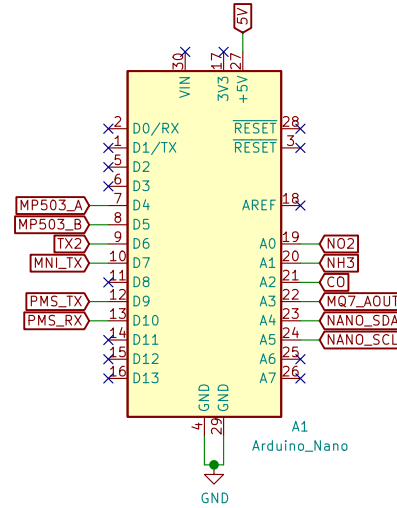 5V
30 17 27
VIN 3V3 +5V
2 D0/RX RESET 28
1 D1/TX RESET 3
5 D2
6 D3
MP503_A 7 D4 AREF 18
MP503_B 8 D5
TX2 9 D6 A0 19 NO2
MNI_TX 10 D7 A1 20 NH3
11 D8 A2 21 CO
PMS_TX 12 D9 A3 22 MQ7_AOUT
PMS_RX 13 D10 A4 23 NANO_SDA
14 D11 A5 24 NANO_SCL
15 D12 A6 25
16 D13 A7 26
GND GND
4 29
A1
Arduino_Nano
GND